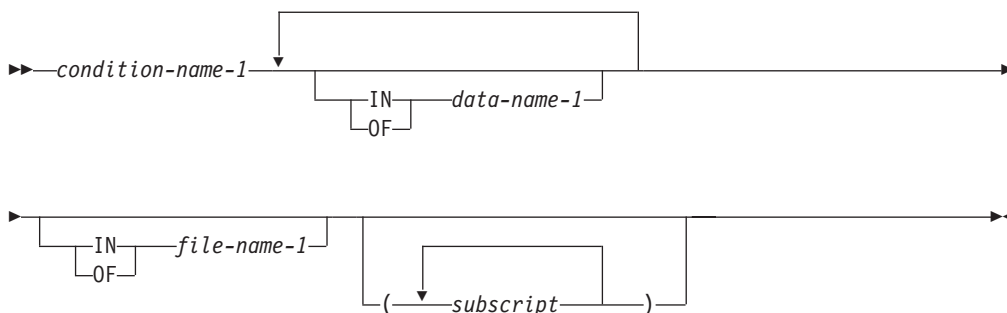 condition-name-1
IN data-name-1
OF
IN file-name-1
OF
( subscript )